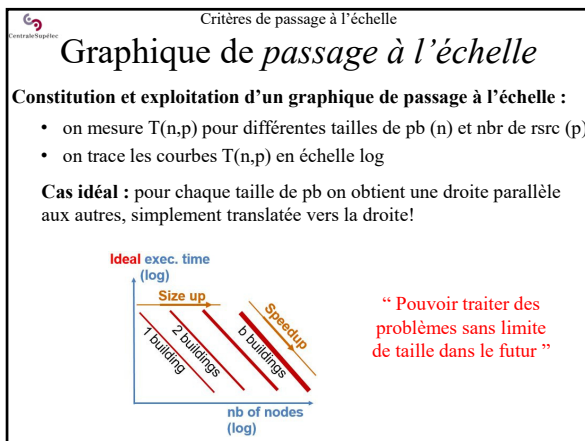 Critères de passage à l'échelle
CentraleSupélec
Graphique de passage à l'échelle
Constitution et exploitation d'un graphique de passage à l'échelle :
• on mesure T(n,p) pour différentes tailles de pb (n) et nbr de rsrc (p)
• on trace les courbes T(n,p) en échelle log
Cas idéal : pour chaque taille de pb on obtient une droite parallèle
aux autres, simplement translatée vers la droite!
Ideal exec. time
(log)
Size up
Speedup
1 building
2 buildings
b buildings
nb of nodes
(log)
“ Pouvoir traiter des
problèmes sans limite
de taille dans le futur ”